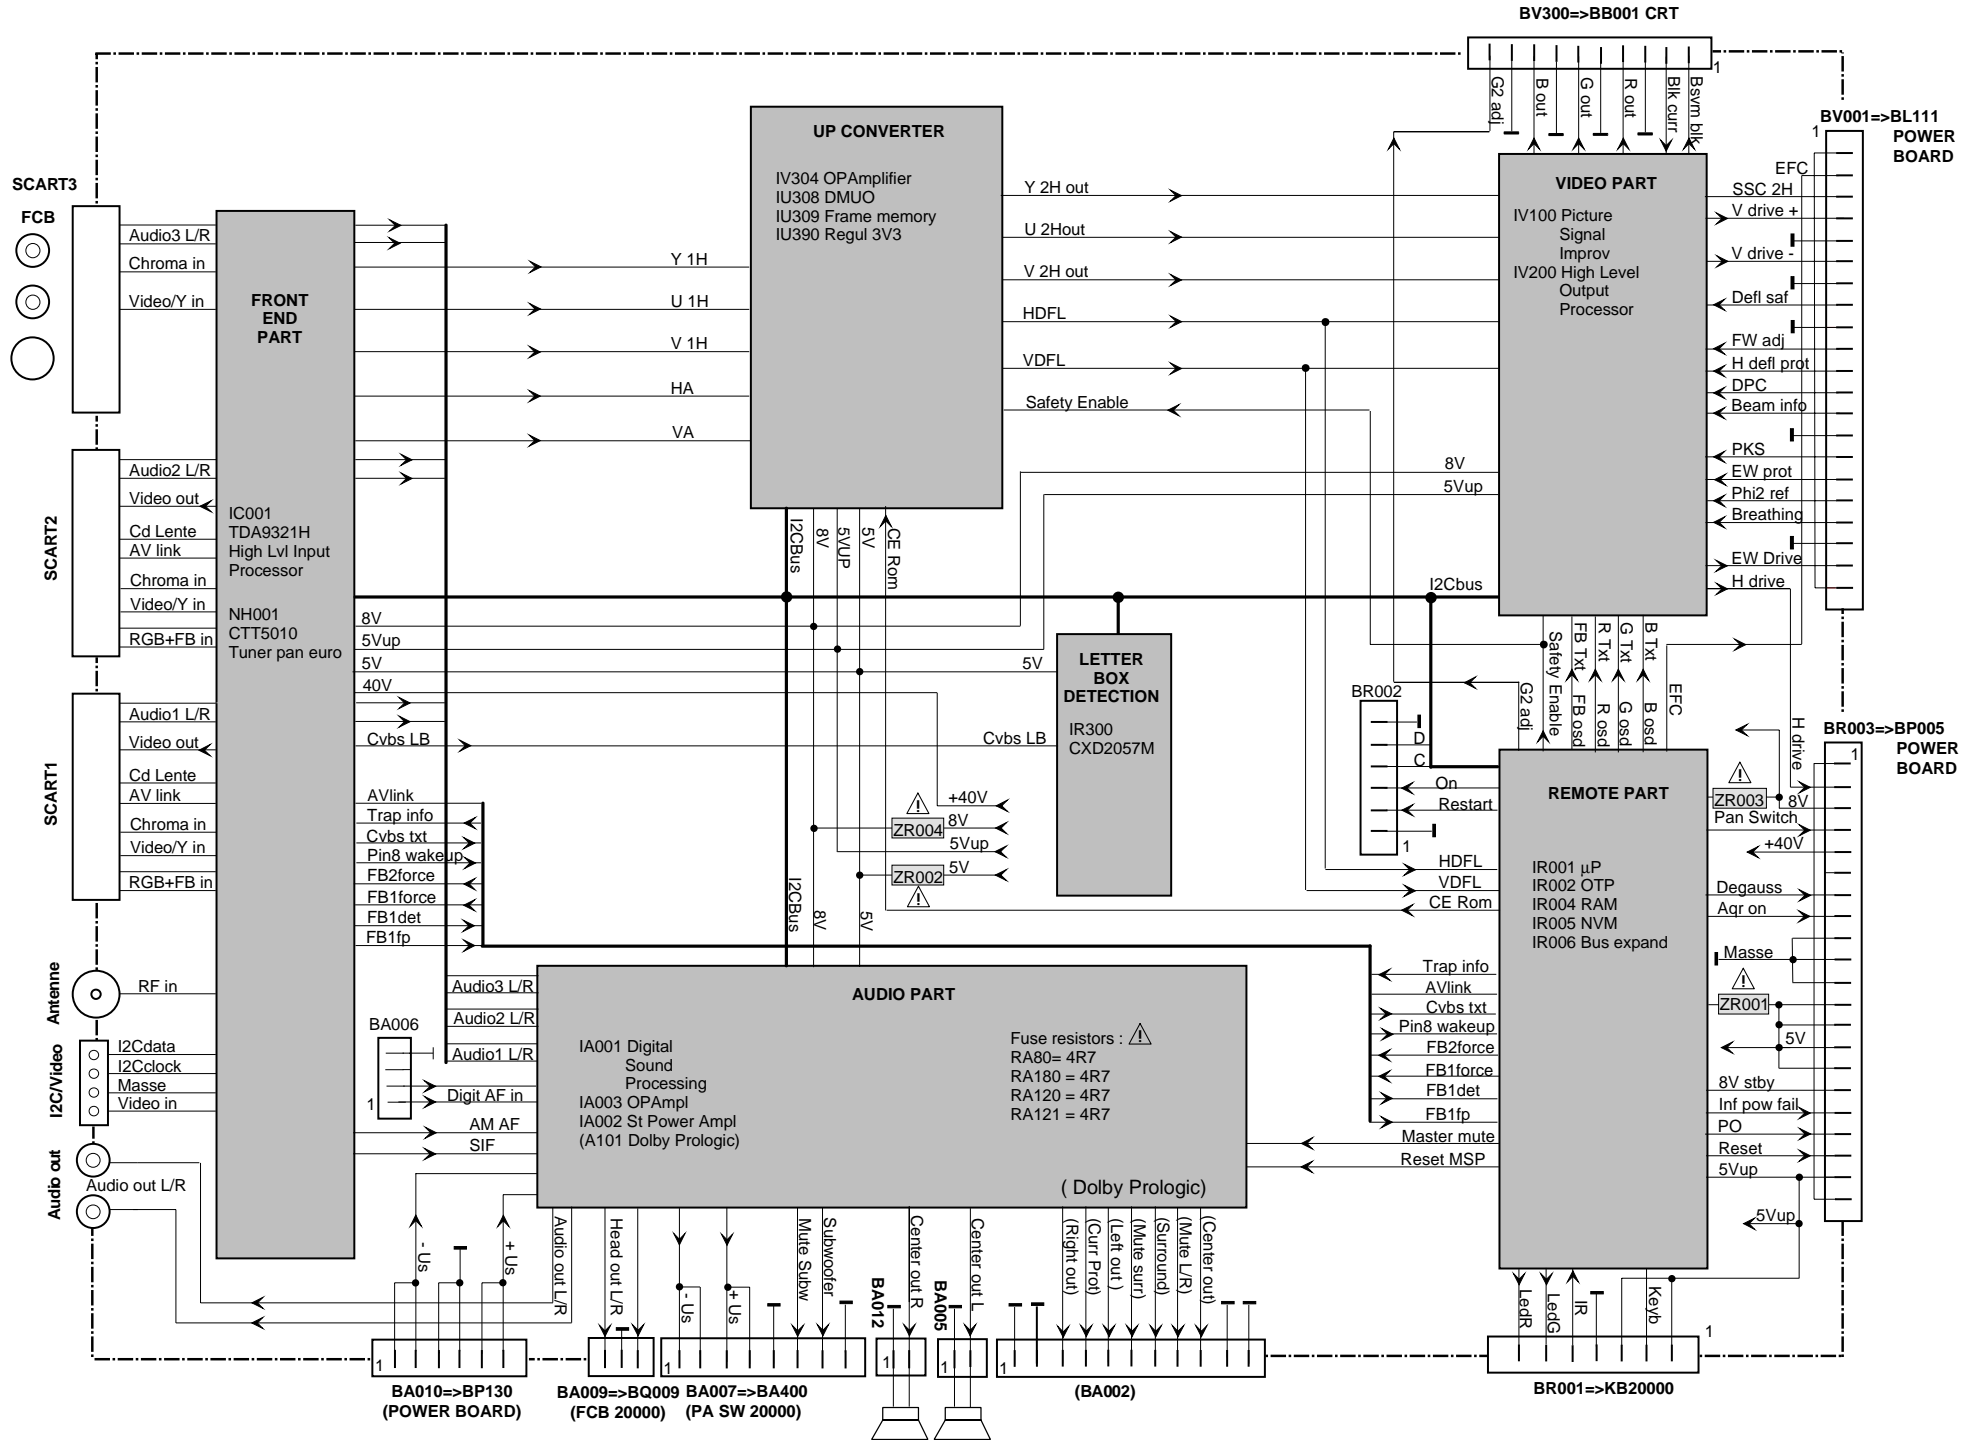 BV300=>BB001 CRT
1
G2 adj
B out
G out
R out
Blk curr
Bsvm blk
BV001=>BL111
POWER
BOARD
1
SCART3
FCB
Audio3 L/R
Chroma in
Video/Y in
FRONT
END
PART
IC001
TDA9321H
High Lvl Input
Processor
NH001
CTT5010
Tuner pan euro
SCART2
Audio2 L/R
Video out
Cd Lente
AV link
Chroma in
Video/Y in
RGB+FB in
SCART1
Audio1 L/R
Video out
Cd Lente
AV link
Chroma in
Video/Y in
RGB+FB in
Antenne
RF in
I2C/Video
I2Cdata
I2Cclock
Masse
Video in
Audio out
Audio out L/R
Y 1H
U 1H
V 1H
HA
VA
UP CONVERTER
IV304 OPAmplifier
IU308 DMUO
IU309 Frame memory
IU390 Regul 3V3
Y 2H out
U 2Hout
V 2H out
HDFL
VDFL
Safety Enable
8V
5Vup
I2CBus
8V
5VUP
5V
CE Rom
VIDEO PART
IV100 Picture
Signal
Improv
IV200 High Level
Output
Processor
EFC
SSC 2H
V drive +
V drive -
Defl saf
FW adj
H defl prot
DPC
Beam info
PKS
EW prot
Phi2 ref
Breathing
EW Drive
H drive
I2Cbus
8V
5Vup
5V
40V
Cvbs LB
5V
Cvbs LB
LETTER
BOX
DETECTION
IR300
CXD2057M
Safety Enable
FB Txt
R Txt
G Txt
B Txt
G2 adj
FB osd
R osd
G osd
B osd
EFC
H drive
BR002
D
C
1
On
Restart
BR003=>BP005
POWER
BOARD
1
AVlink
Trap info
Cvbs txt
Pin8 wakeup
FB2force
FB1force
FB1det
FB1fp
+40V
ZR004
8V
5Vup
ZR002
5V
I2CBus
8V
5V
REMOTE PART
IR001 µP
IR002 OTP
IR004 RAM
IR005 NVM
IR006 Bus expand
HDFL
VDFL
CE Rom
Trap info
AVlink
Cvbs txt
Pin8 wakeup
FB2force
FB1force
FB1det
FB1fp
Master mute
Reset MSP
ZR003
8V
Pan Switch
+40V
Degauss
Aqr on
Masse
ZR001
5V
8V stby
Inf pow fail
PO
Reset
5Vup
5Vup
AUDIO PART
IA001 Digital
Sound
Processing
IA003 OPAmpl
IA002 St Power Ampl
(A101 Dolby Prologic)
Fuse resistors :
RA80= 4R7
RA180 = 4R7
RA120 = 4R7
RA121 = 4R7
( Dolby Prologic)
Audio3 L/R
Audio2 L/R
Audio1 L/R
BA006
1
Digit AF in
AM AF
SIF
- Us
+ Us
Audio out L/R
Head out L/R
- Us
+ Us
Mute Subw
Subwoofer
Center out R
Center out L
BA012
BA005
(Right out)
(Curr Prot)
(Left out )
(Mute surr)
(Surround)
(Mute L/R)
(Center out)
LedR
LedG
IR
Keyb
1
1
1
1
1
1
1
BA010=>BP130
(POWER BOARD)
BA009=>BQ009
(FCB 20000)
BA007=>BA400
(PA SW 20000)
(BA002)
BR001=>KB20000